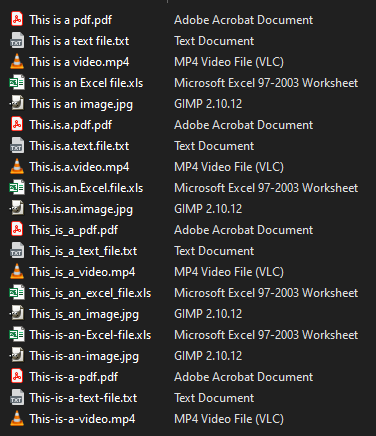 This is a pdf.pdf Adobe Acrobat Document
This is a text file.txt Text Document
This is a video.mp4 MP4 Video File (VLC)
This is an Excel file.xls Microsoft Excel 97-2003 Worksheet
This is an image.jpg GIMP 2.10.12
This.is.a.pdf.pdf Adobe Acrobat Document
This.is.a.text.file.txt Text Document
This.is.a.video.mp4 MP4 Video File (VLC)
This.is.an.Excel.file.xls Microsoft Excel 97-2003 Worksheet
This.is.an.image.jpg GIMP 2.10.12
This_is_a_pdf.pdf Adobe Acrobat Document
This_is_a_text_file.txt Text Document
This_is_a_video.mp4 MP4 Video File (VLC)
This_is_an_excel_file.xls Microsoft Excel 97-2003 Worksheet
This_is_an_image.jpg GIMP 2.10.12
This-is-an-Excel-file.xls Microsoft Excel 97-2003 Worksheet
This-is-an-image.jpg GIMP 2.10.12
This-is-a-pdf.pdf Adobe Acrobat Document
This-is-a-text-file.txt Text Document
This-is-a-video.mp4 MP4 Video File (VLC)